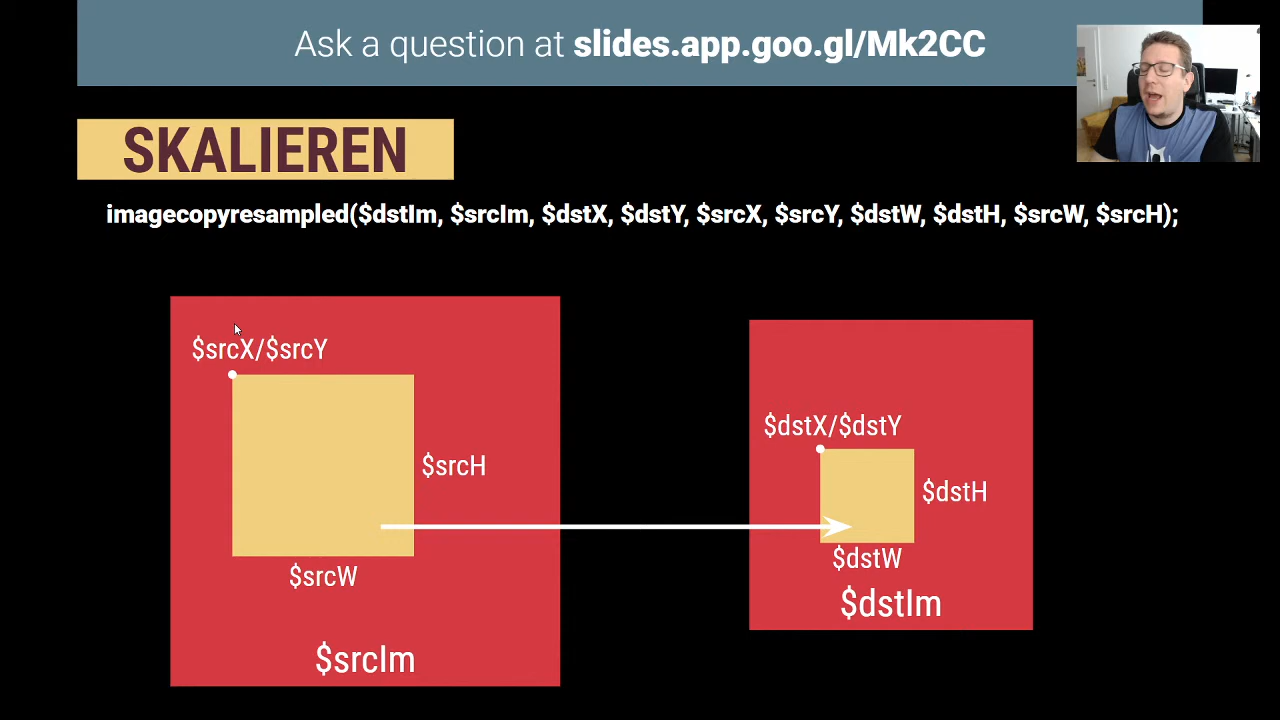 Ask a question at slides.app.goo.gl/Mk2CC
SKALIEREN
imagecopyresampled($dstIm, $srcIm, $dstX, $dstY, $srcX, $srcY, $dstW, $dstH, $srcW, $srcH);
$srcX/$srcY
$srcH
$srcW
$srcIm
$dstX/$dstY
$dstH
$dstW
$dstIm